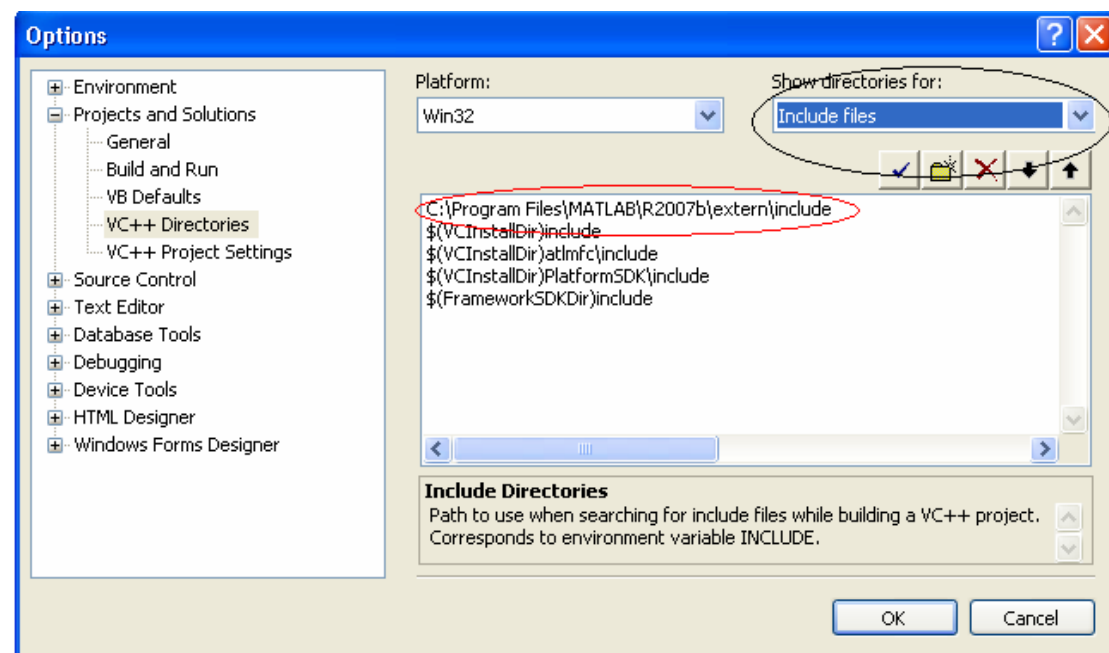 Options
Environment
Projects and Solutions
General
Build and Run
VB Defaults
VC++ Directories
VC++ Project Settings
Source Control
Text Editor
Database Tools
Debugging
Device Tools
HTML Designer
Windows Forms Designer
Platform:
Win32
Show directories for:
Include files
C:\Program Files\MATLAB\R2007b\extern\include
$(VCInstallDir)include
$(VCInstallDir)atlmfc\include
$(VCInstallDir)PlatformSDK\include
$(FrameworkSDKDir)include
Include Directories
Path to use when searching for include files while building a VC++ project.
Corresponds to environment variable INCLUDE.
OK
Cancel